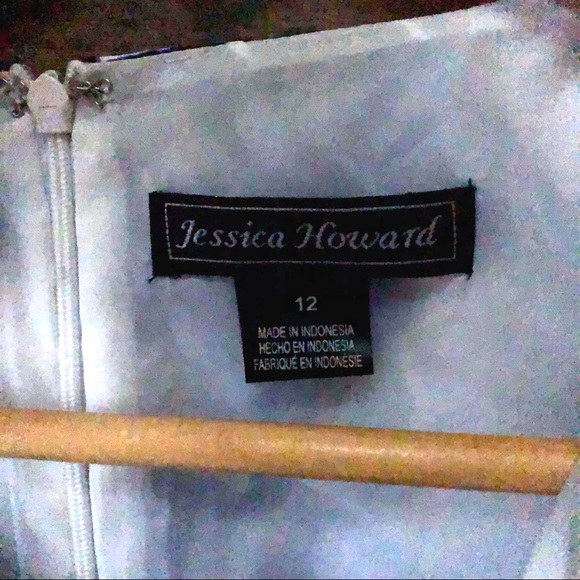 Jessica Howard
12
MADE IN INDONESIA
HECHO EN INDONESIA
FABRIQUÉ EN INDONÉSIE